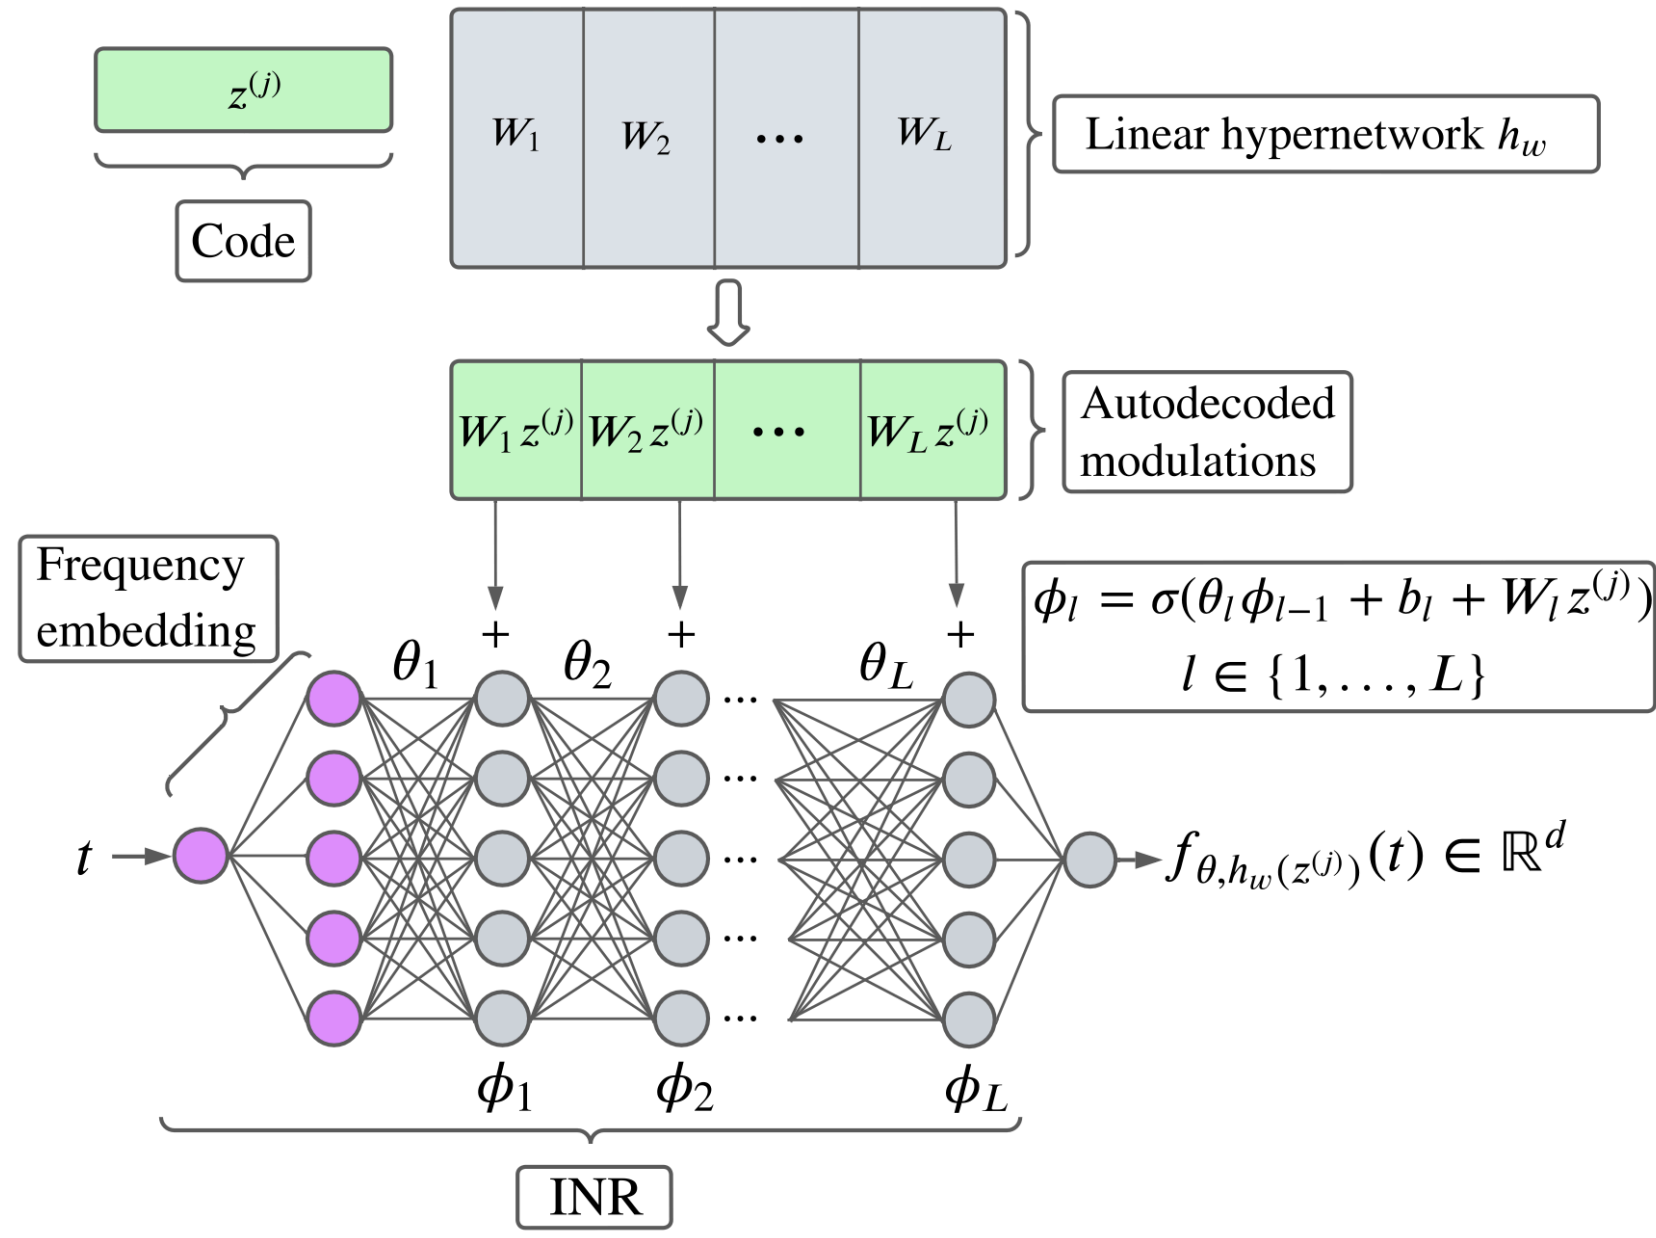 z^{(j)}
Code
W_1 W_2 ... W_L
Linear hypernetwork h_w
W_1 z^{(j)} W_2 z^{(j)} ... W_L z^{(j)}
Autodecoded
modulations
Frequency
embedding
+ + +
θ_1 θ_2 θ_L
ϕ_l = σ(θ_l ϕ_{l−1} + b_l + W_l z^{(j)})
l ∈ {1, . . . , L}
...
...
...
...
...
t
f_{θ,h_w(z^{(j)})}(t) ∈ ℝ^d
ϕ_1 ϕ_2 ϕ_L
INR